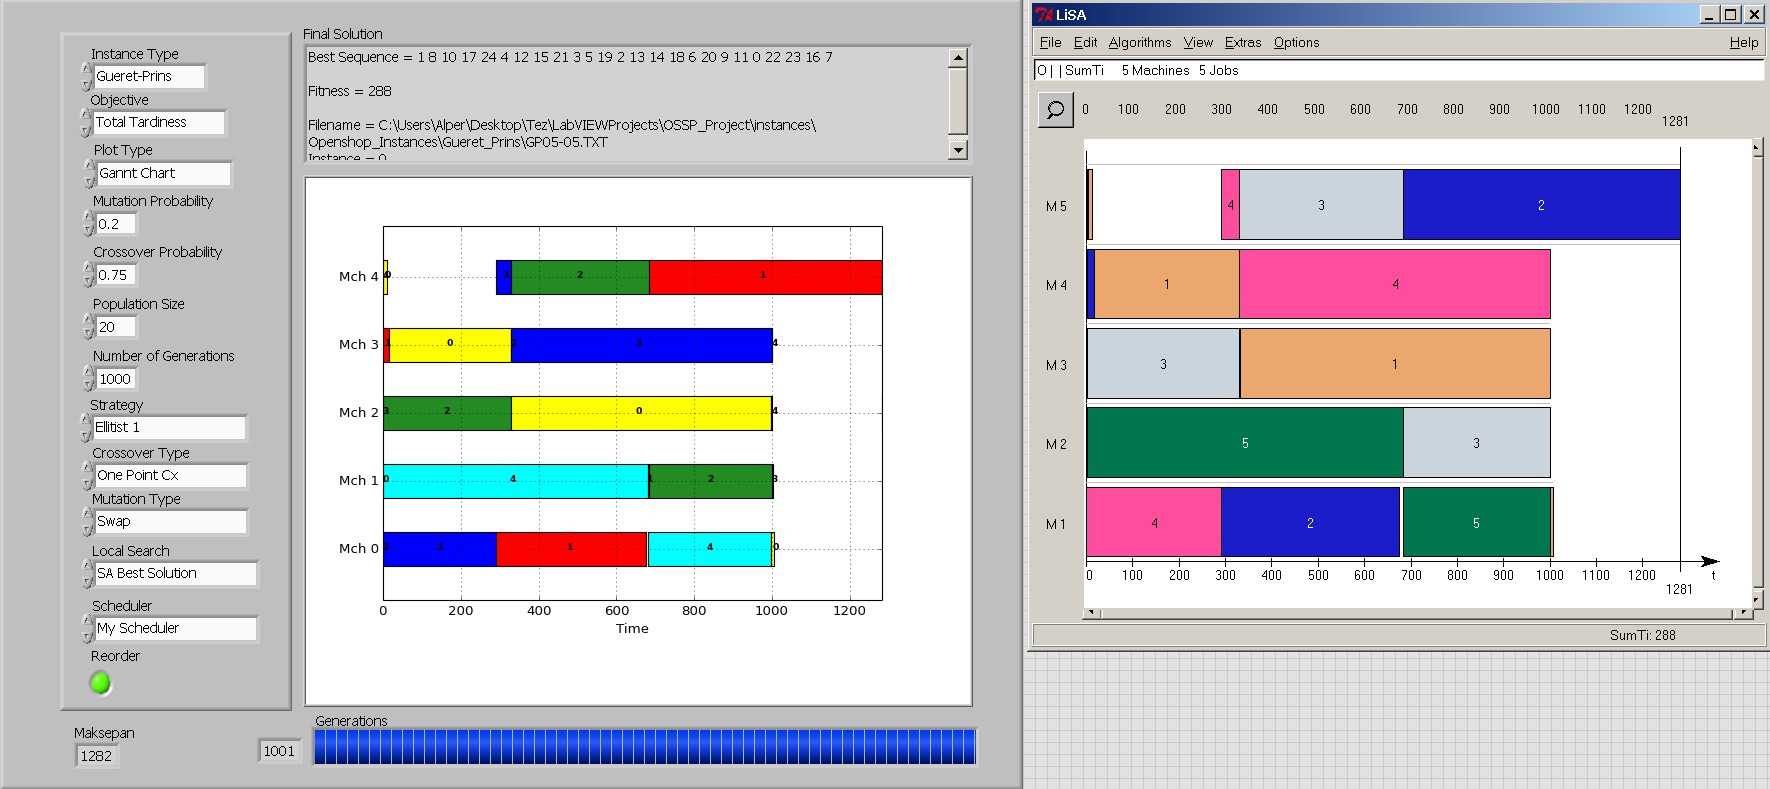 Instance Type
Gueret-Prins
Objective
Total Tardiness
Plot Type
Gannt Chart
Mutation Probability
0.2
Crossover Probability
0.75
Population Size
20
Number of Generations
1000
Strategy
Ellitist 1
Crossover Type
One Point Cx
Mutation Type
Swap
Local Search
SA Best Solution
Scheduler
My Scheduler
Reorder
Maksepan
1282
1001
Final Solution
Best Sequence = 1 8 10 17 24 4 12 15 21 3 5 19 2 13 14 18 6 20 9 11 0 22 23 16 7
Fitness = 288
Filename = C:\Users\Alper\Desktop\Tez\LabVIEWProjects\OSSP_Project\instances\
Openshop_Instances\Gueret_Prins\GP05-05.TXT
Instance = 0
Mch 4 0 3 2 1
Mch 3 1 0 2 3 4
Mch 2 3 2 0 4
Mch 1 0 4 1 2 3
Mch 0 2 3 1 4 0
0 200 400 600 800 1000 1200
Time
Generations
LiSA
File Edit Algorithms View Extras Options Help
O | | SumTi 5 Machines 5 Jobs
0 100 200 300 400 500 600 700 800 900 1000 1100 1200
1281
M 5 4 3 2
M 4 1 4
M 3 3 1
M 2 5 3
M 1 4 2 5
0 100 200 300 400 500 600 700 800 900 1000 1100 1200 t
1281
SumTi: 288